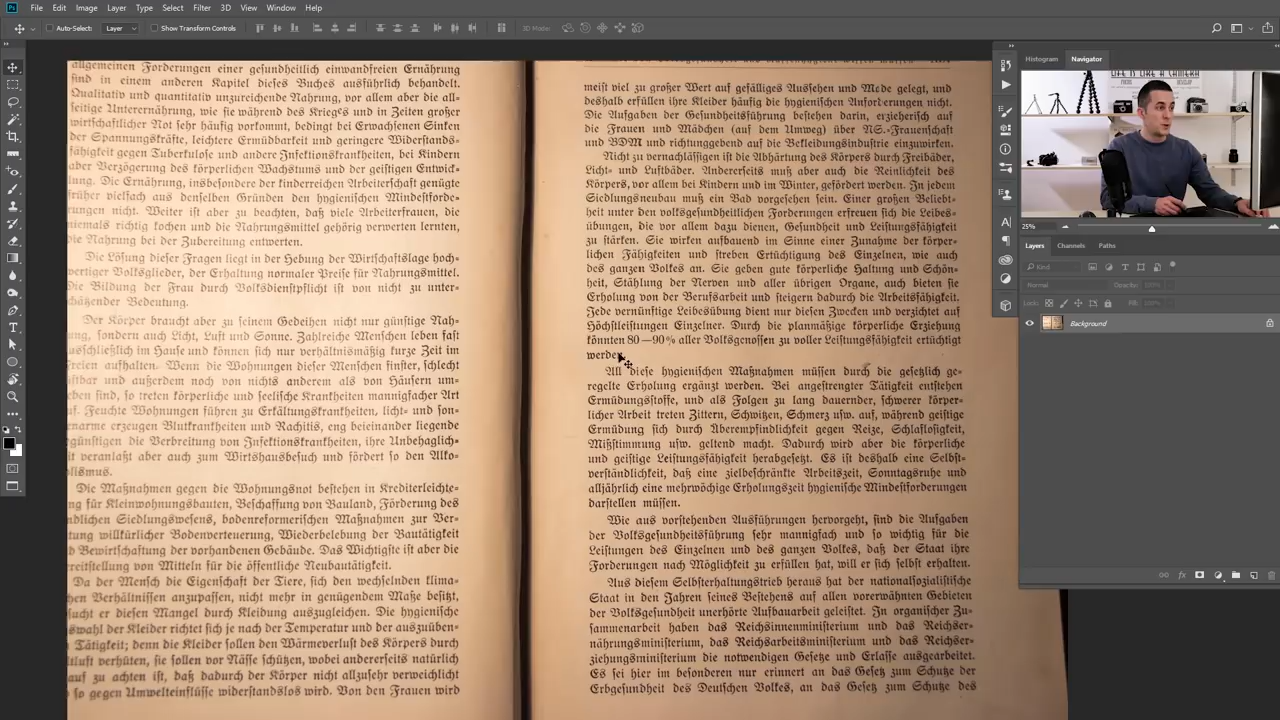 Ps File Edit Image Layer Type Select Filter 3D View Window Help
Auto-Select: Layer Show Transform Controls 3D Mode:
Histogram Navigator
25%
Layers Channels Paths
Kind
Normal Opacity: 100%
Lock: Fill: 100%
Background
allgemeinen Forderungen einer gesundheitlich einwandfreien Ernährung
sind in einem anderen Kapitel dieses Buches ausführlich behandelt.
Qualitativ und quantitativ unzureichende Nahrung, vor allem aber die all-
seitige Unterernährung, wie sie während des Krieges und in Zeiten großer
wirtschaftlicher Not sehr häufig vorkommt, bedingt bei Erwachsenen Sinken
der Spannungskräfte, leichtere Ermüdbarkeit und geringere Widerstands-
fähigkeit gegen Tuberkulose und andere Infektionskrankheiten, bei Kindern
aber Verzögerung des körperlichen Wachstums und der geistigen Entwick-
lung. Die Ernährung, insbesondere der kinderreichen Arbeiterschaft genügte
früher vielfach aus denselben Gründen den hygienischen Mindestforde-
rungen nicht. Weiter ist aber zu beachten, daß viele Arbeiterfrauen, die
niemals richtig kochen und die Nahrungsmittel gehörig verwerten lernten,
die Nahrung bei der Zubereitung entwerten.
Die Lösung dieser Fragen liegt in der Hebung der Wirtschaftslage hoch-
wertiger Volksglieder, der Erhaltung normaler Preise für Nahrungsmittel.
Die Bildung der Frau durch Volksdienstpflicht ist von nicht zu unter-
schätzender Bedeutung.
Der Körper braucht aber zu seinem Gedeihen nicht nur günstige Nah-
ng, sondern auch Licht, Luft und Sonne. Zahlreiche Menschen leben fast
usschließlich im Hause und können sich nur verhältnismäßig kurze Zeit im
Freien aufhalten. Wenn die Wohnungen dieser Menschen finster, schlecht
ftbar und außerdem noch von nichts anderem als von Häusern um-
eben sind, so treten körperliche und seelische Krankheiten mannigfacher Art
uf. Feuchte Wohnungen führen zu Erkältungskrankheiten, licht- und son-
enarme erzeugen Blutkrankheiten und Rachitis, eng beieinander liegende
günstigen die Verbreitung von Infektionskrankheiten, ihre Unbehaglich-
it veranlaßt aber auch zum Wirtshausbesuch und fördert so den Alko-
lismus.
Die Maßnahmen gegen die Wohnungsnot bestehen in Krediterleichte-
ng für Kleinwohnungsbauten, Beschaffung von Bauland, Förderung des
ndlichen Siedlungswesens, bodenreformerischen Maßnahmen zur Ver-
tung willkürlicher Bodenverteuerung, Wiederbelebung der Bautätigkeit
d Bewirtschaftung der vorhandenen Gebäude. Das Wichtigste ist aber die
reitstellung von Mitteln für die öffentliche Neubautätigkeit.
Da der Mensch die Eigenschaft der Tiere, sich den wechselnden klima-
hen Verhältnissen anzupassen, nicht mehr in genügendem Maße besitzt,
sucht er diesen Mangel durch Kleidung auszugleichen. Die hygienische
swahl der Kleider richtet sich je nach der Temperatur und der auszuüben-
Tätigkeit; denn die Kleider sollen den Wärmeverlust des Körpers durch
ltluft verhüten, sie sollen vor Nässe schützen, wobei andererseits natürlich
auf zu achten ist, daß dadurch der Körper nicht allzusehr verweichlicht
so gegen Umwelteinflüsse widerstandslos wird. Von den Frauen wird
meist viel zu großer Wert auf gefälliges Aussehen und Mode gelegt, und
deshalb erfüllen ihre Kleider häufig die hygienischen Anforderungen nicht.
Die Aufgaben der Gesundheitsführung bestehen darin, erzieherisch auf
die Frauen und Mädchen (auf dem Umweg) über NS.-Frauenschaft
und BDM und richtunggebend auf die Bekleidungsindustrie einzuwirken.
Nicht zu vernachlässigen ist die Abhärtung des Körpers durch Freibäder,
Licht- und Luftbäder. Andererseits muß aber auch die Reinlichkeit des
Körpers, vor allem bei Kindern und im Winter, gefördert werden. In jedem
Siedlungsneubau muß ein Bad vorgesehen sein. Einer großen Beliebt-
heit unter den volksgesundheitlichen Forderungen erfreuen sich die Leibes-
übungen, die vor allem dazu dienen, Gesundheit und Leistungsfähigkeit
zu stärken. Sie wirken aufbauend im Sinne einer Zunahme der körper-
lichen Fähigkeiten und streben Ertüchtigung des Einzelnen, wie auch
des ganzen Volkes an. Sie geben gute körperliche Haltung und Schön-
heit, Stählung der Nerven und aller übrigen Organe, auch bieten sie
Erholung von der Berufsarbeit und steigern dadurch die Arbeitsfähigkeit.
Jede vernünftige Leibesübung dient nur diesen Zwecken und verzichtet auf
Höchstleistungen Einzelner. Durch die planmäßige körperliche Erziehung
könnten 80—90% aller Volksgenossen zu voller Leistungsfähigkeit ertüchtigt
werden.
All diese hygienischen Maßnahmen müssen durch die gesetzlich ge-
regelte Erholung ergänzt werden. Bei angestrengter Tätigkeit entstehen
Ermüdungsstoffe, und als Folgen zu lang dauernder, schwerer körper-
licher Arbeit treten Zittern, Schwitzen, Schmerz usw. auf, während geistige
Ermüdung sich durch Überempfindlichkeit gegen Reize, Schlaflosigkeit,
Mißstimmung usw. geltend macht. Dadurch wird aber die körperliche
und geistige Leistungsfähigkeit herabgesetzt. Es ist deshalb eine Selbst-
verständlichkeit, daß eine zielbeschränkte Arbeitszeit, Sonntagsruhe und
alljährlich eine mehrwöchige Erholungszeit hygienische Mindestforderungen
darstellen müssen.
Wie aus vorstehenden Ausführungen hervorgeht, sind die Aufgaben
der Volksgesundheitsführung sehr mannigfach und so wichtig für die
Leistungen des Einzelnen und des ganzen Volkes, daß der Staat ihre
Forderungen nach Möglichkeit zu erfüllen hat, will er sich selbst erhalten.
Aus diesem Selbsterhaltungstrieb heraus hat der nationalsozialistische
Staat in den Jahren seines Bestehens auf allen vorerwähnten Gebieten
der Volksgesundheit unerhörte Aufbauarbeit geleistet. In organischer Zu-
sammenarbeit haben das Reichsinnenministerium und das Reichser-
nährungsministerium, das Reichsarbeitsministerium und das Reichser-
ziehungsministerium die notwendigen Gesetze und Erlasse ausgearbeitet.
Es sei hier im besonderen nur erinnert an das Gesetz zum Schutze der
Erbgesundheit des Deutschen Volkes, an das Gesetz zum Schutze des